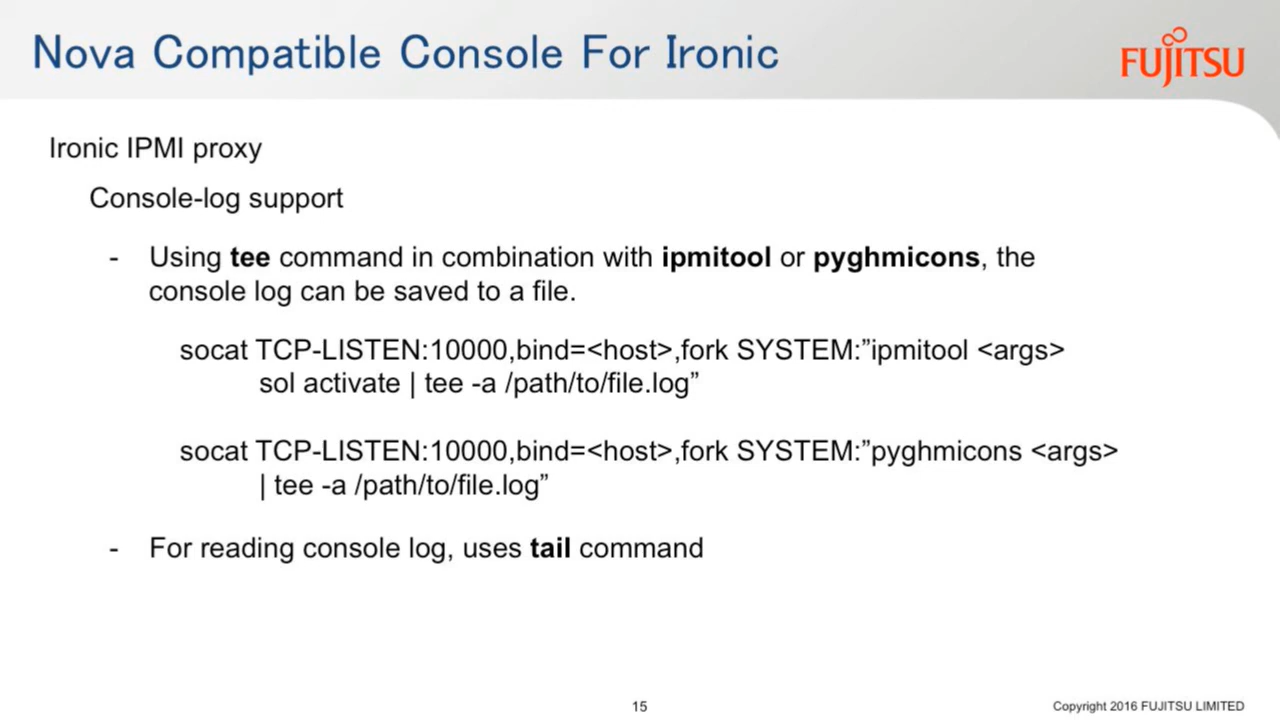 Nova Compatible Console For Ironic
FUJITSU
Ironic IPMI proxy
Console-log support
- Using tee command in combination with ipmitool or pyghmicons, the
console log can be saved to a file.
socat TCP-LISTEN:10000,bind=<host>,fork SYSTEM:”ipmitool <args>
sol activate | tee -a /path/to/file.log”
socat TCP-LISTEN:10000,bind=<host>,fork SYSTEM:”pyghmicons <args>
| tee -a /path/to/file.log”
- For reading console log, uses tail command
15
Copyright 2016 FUJITSU LIMITED